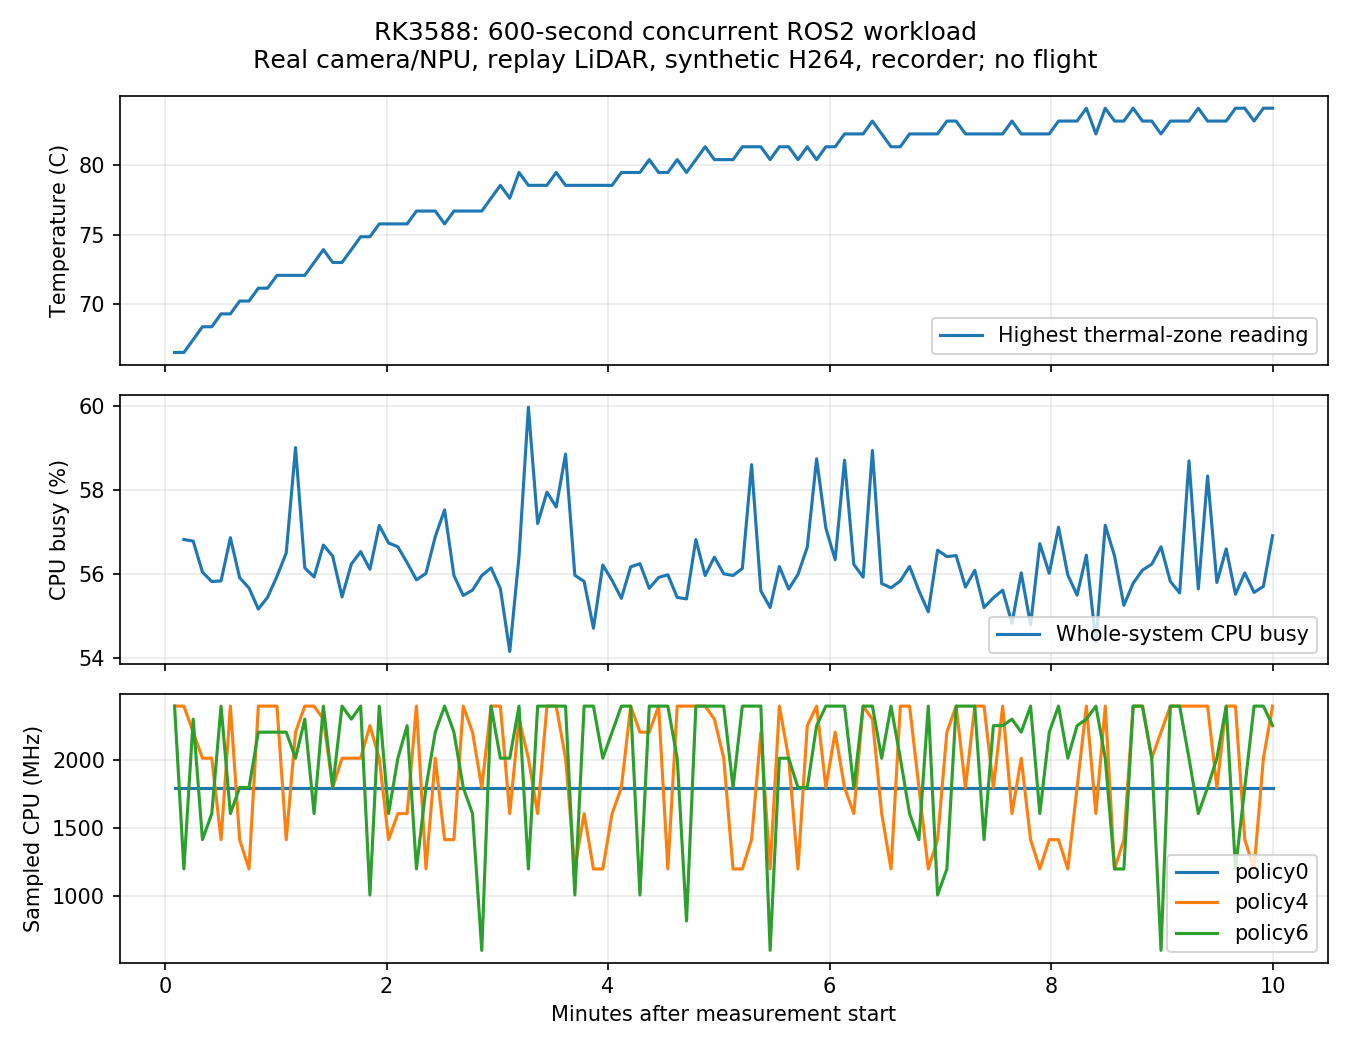 RK3588: 600-second concurrent ROS2 workload
Real camera/NPU, replay LiDAR, synthetic H264, recorder; no flight
Temperature (C)
80
75
70
Highest thermal-zone reading
CPU busy (%)
60
58
56
54
Whole-system CPU busy
Sampled CPU (MHz)
2000
1500
1000
policy0
policy4
policy6
0 2 4 6 8 10
Minutes after measurement start